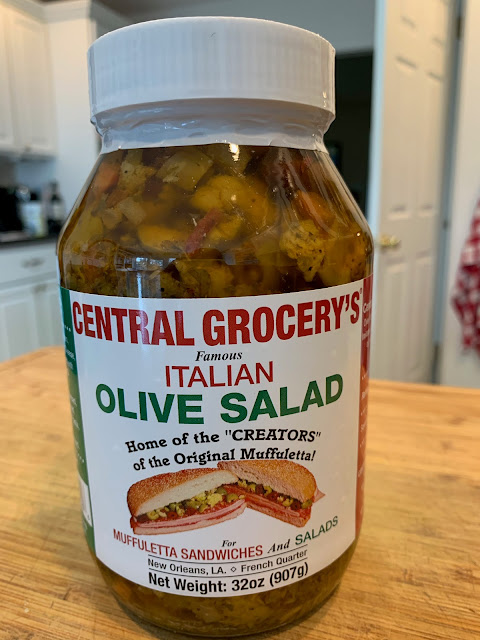 CENTRAL GROCERY'S
Famous
ITALIAN
OLIVE SALAD
Home of the "CREATORS"
of the Original Muffuletta!
For
MUFFULETTA SANDWICHES And SALADS
New Orleans, LA. ◇ French Quarter
Net Weight: 32oz (907g)